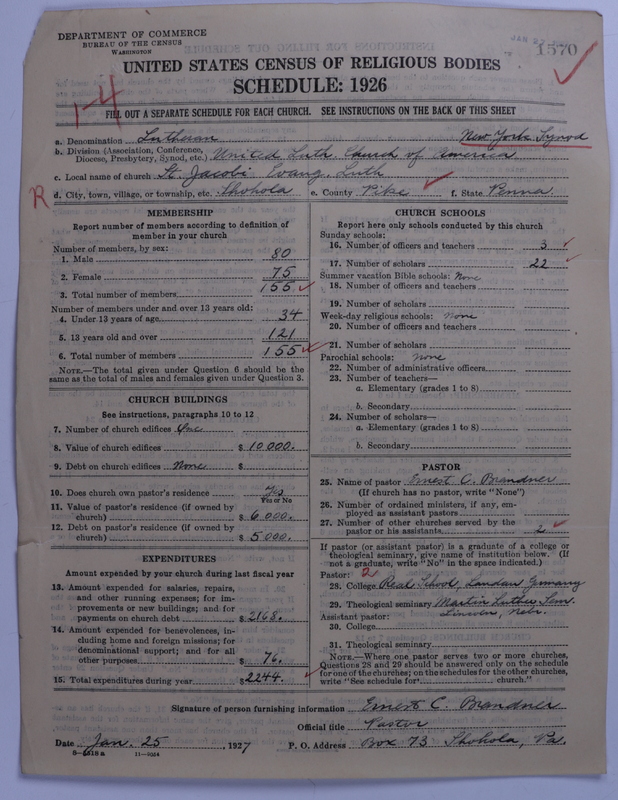 DEPARTMENT OF COMMERCE
BUREAU OF THE CENSUS
WASHINGTON
JAN 27
1570
UNITED STATES CENSUS OF RELIGIOUS BODIES
SCHEDULE: 1926
1-4
FILL OUT A SEPARATE SCHEDULE FOR EACH CHURCH. SEE INSTRUCTIONS ON THE BACK OF THIS SHEET
a. Denomination Lutheran New York Synod
b. Division (Association, Conference,
Diocese, Presbytery, Synod, etc.) United Luth. Church of America
c. Local name of church St. Jacobi Evang. Luth
R
d. City, town, village, or township, etc. Shohola e. County Pike f. State Penna
MEMBERSHIP
Report number of members according to definition of
member in your church
Number of members, by sex:
1. Male 80
2. Female 75
3. Total number of members 155
Number of members under and over 13 years old:
4. Under 13 years of age 34
5. 13 years old and over 121
6. Total number of members 155
NOTE.—The total given under Question 6 should be
same as the total of males and females given under Question 3.
CHURCH BUILDINGS
See instructions, paragraphs 10 to 12
7. Number of church edifices One
8. Value of church edifices $ 10000.
9. Debt on church edifices None $
10. Does church own pastor's residence Yes
Yes or No
11. Value of pastor's residence (if owned by
church) $ 6000.
12. Debt on pastor's residence (if owned by
church) $ 5000.
EXPENDITURES
Amount expended by your church during last fiscal year
13. Amount expended for salaries, repairs,
and other running expenses; for im-
provements or new buildings; and for
payments on church debt $ 2168.
14. Amount expended for benevolences, in-
cluding home and foreign missions; for
denominational support; and for all
other purposes $ 76.
15. Total expenditures during year $ 2244.
CHURCH SCHOOLS
Report here only schools conducted by this church
Sunday schools:
16. Number of officers and teachers 3
17. Number of scholars 22
Summer vacation Bible schools: None
18. Number of officers and teachers
19. Number of scholars
Week-day religious schools: None
20. Number of officers and teachers
21. Number of scholars
Parochial schools: None
22. Number of administrative officers
23. Number of teachers—
a. Elementary (grades 1 to 8)
b. Secondary
24. Number of scholars—
a. Elementary (grades 1 to 8)
b. Secondary
PASTOR
25. Name of pastor Ernest C. Brandner
(If church has no pastor, write "None")
26. Number of ordained ministers, if any, em-
ployed as assistant pastors
27. Number of other churches served by the
pastor or his assistants 2
If pastor (or assistant pastor) is a graduate of a college or
theological seminary, give name of institution below. (If
not a graduate, write "No" in the space indicated.)
Pastor: 2
28. College Real School, Landau Germany
29. Theological seminary Martin Luther Sem.
Assistant pastor: Lincoln, Nebr.
30. College
31. Theological seminary
NOTE.—Where one pastor serves two or more churches,
Questions 28 and 29 should be answered only on the schedule
for one of the churches; on the schedules for the other churches,
write "See schedule for church."
Signature of person furnishing information Ernest C. Brandner
Official title Pastor
Date Jan. 25, 1927 P. O. Address Box 73 Shohola, Pa.
11—5024